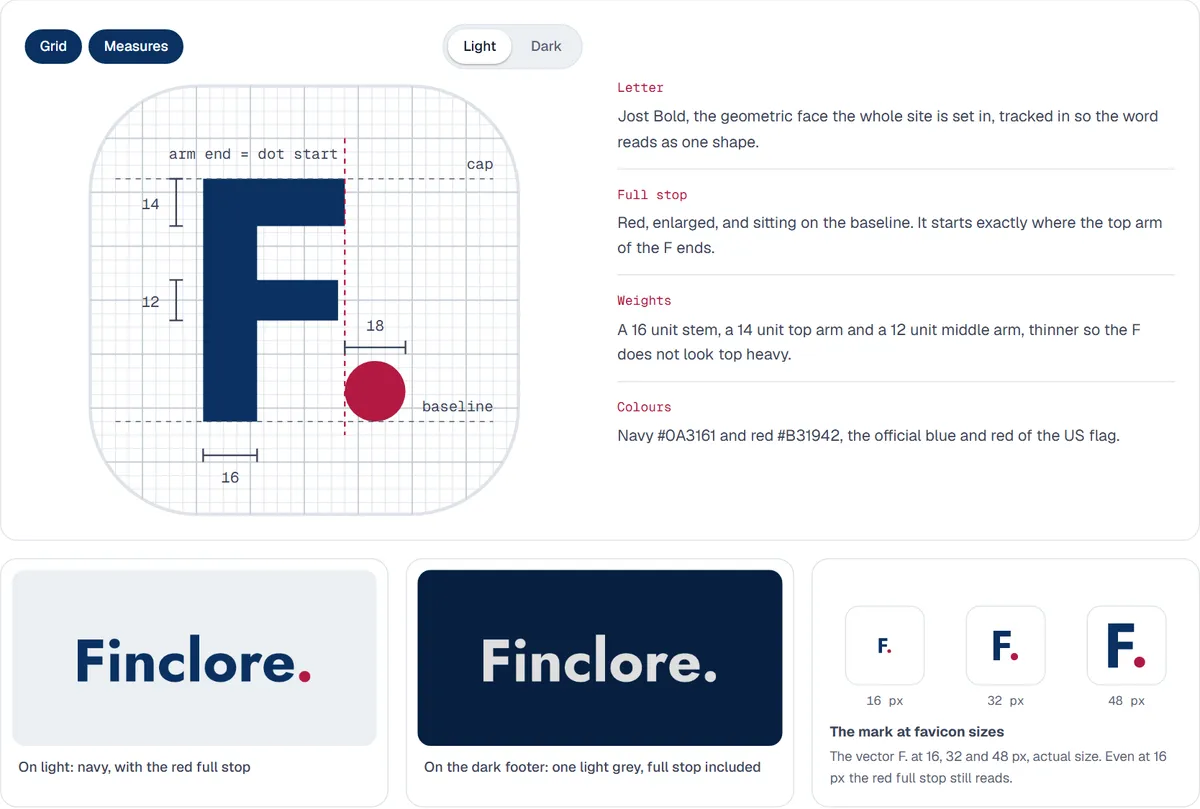 Grid
Measures
Light
Dark
arm end = dot start
cap
14
12
18
baseline
16
F.
Letter
Jost Bold, the geometric face the whole site is set in, tracked in so the word
reads as one shape.
Full stop
Red, enlarged, and sitting on the baseline. It starts exactly where the top arm
of the F ends.
Weights
A 16 unit stem, a 14 unit top arm and a 12 unit middle arm, thinner so the F
does not look top heavy.
Colours
Navy #0A3161 and red #B31942, the official blue and red of the US flag.
Finclore.
On light: navy, with the red full stop
Finclore.
On the dark footer: one light grey, full stop included
F.
F.
F.
16 px
32 px
48 px
The mark at favicon sizes
The vector F. at 16, 32 and 48 px, actual size. Even at 16
px the red full stop still reads.